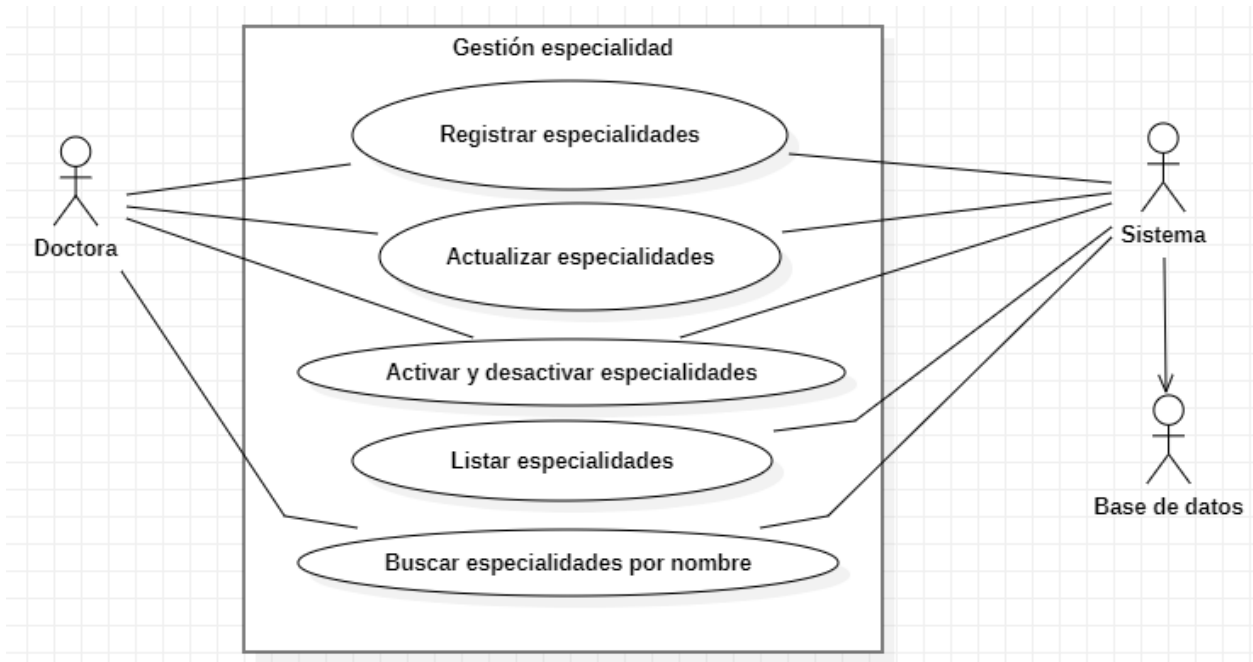 Gestión especialidad
Registrar especialidades
Doctora
Sistema
Actualizar especialidades
Activar y desactivar especialidades
Listar especialidades
Base de datos
Buscar especialidades por nombre